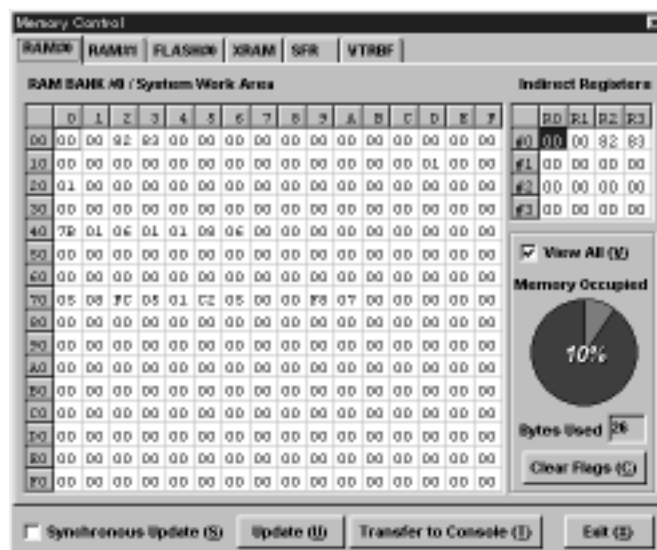 Memory Control
RAM#0 RAM#1 FLASH#0 XRAM SFR VTRBF
RAM BANK #0 / System Work Area
0 1 2 3 4 5 6 7 8 9 A B C D E F
00 00 00 82 83 00 00 00 00 00 00 00 00 00 00 00 00
10 00 00 00 00 00 00 00 00 00 00 00 00 00 01 00 00
20 01 00 00 00 00 00 00 00 00 00 00 00 00 00 00 00
30 00 00 00 00 00 00 00 00 00 00 00 00 00 00 00 00
40 7B 01 06 01 01 08 06 00 00 00 00 00 00 00 00 00
50 00 00 00 00 00 00 00 00 00 00 00 00 00 00 00 00
60 00 00 00 00 00 00 00 00 00 00 00 00 00 00 00 00
70 05 08 FC 05 01 C2 05 00 00 F8 07 00 00 00 00 00
80 00 00 00 00 00 00 00 00 00 00 00 00 00 00 00 00
90 00 00 00 00 00 00 00 00 00 00 00 00 00 00 00 00
A0 00 00 00 00 00 00 00 00 00 00 00 00 00 00 00 00
B0 00 00 00 00 00 00 00 00 00 00 00 00 00 00 00 00
C0 00 00 00 00 00 00 00 00 00 00 00 00 00 00 00 00
D0 00 00 00 00 00 00 00 00 00 00 00 00 00 00 00 00
E0 00 00 00 00 00 00 00 00 00 00 00 00 00 00 00 00
F0 00 00 00 00 00 00 00 00 00 00 00 00 00 00 00 00
Indirect Registers
R0 R1 R2 R3
#0 00 00 82 83
#1 00 00 00 00
#2 00 00 00 00
#3 00 00 00 00
View All (V)
Memory Occupied
10%
Bytes Used 26
Clear Flags (C)
Synchronous Update (S) Update (U) Transfer to Console (T) Exit (X)